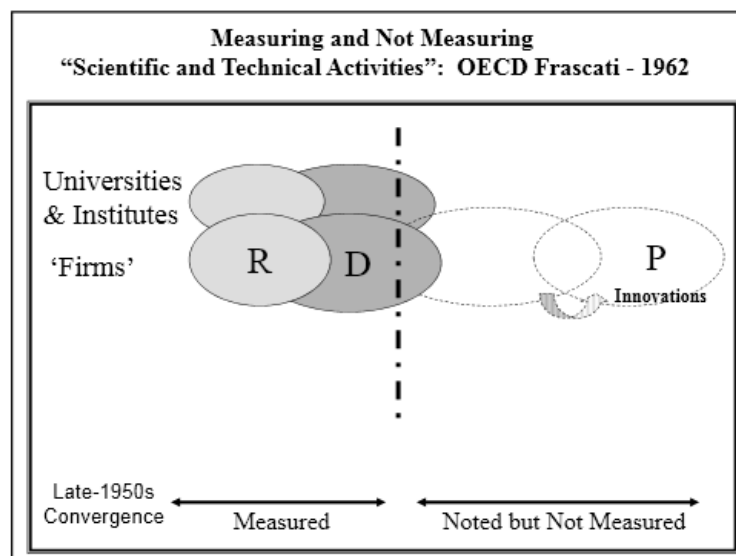 Measuring and Not Measuring
“Scientific and Technical Activities”: OECD Frascati - 1962
Universities
& Institutes
‘Firms’
R
D
P
Innovations
Late-1950s
Convergence
Measured
Noted but Not Measured